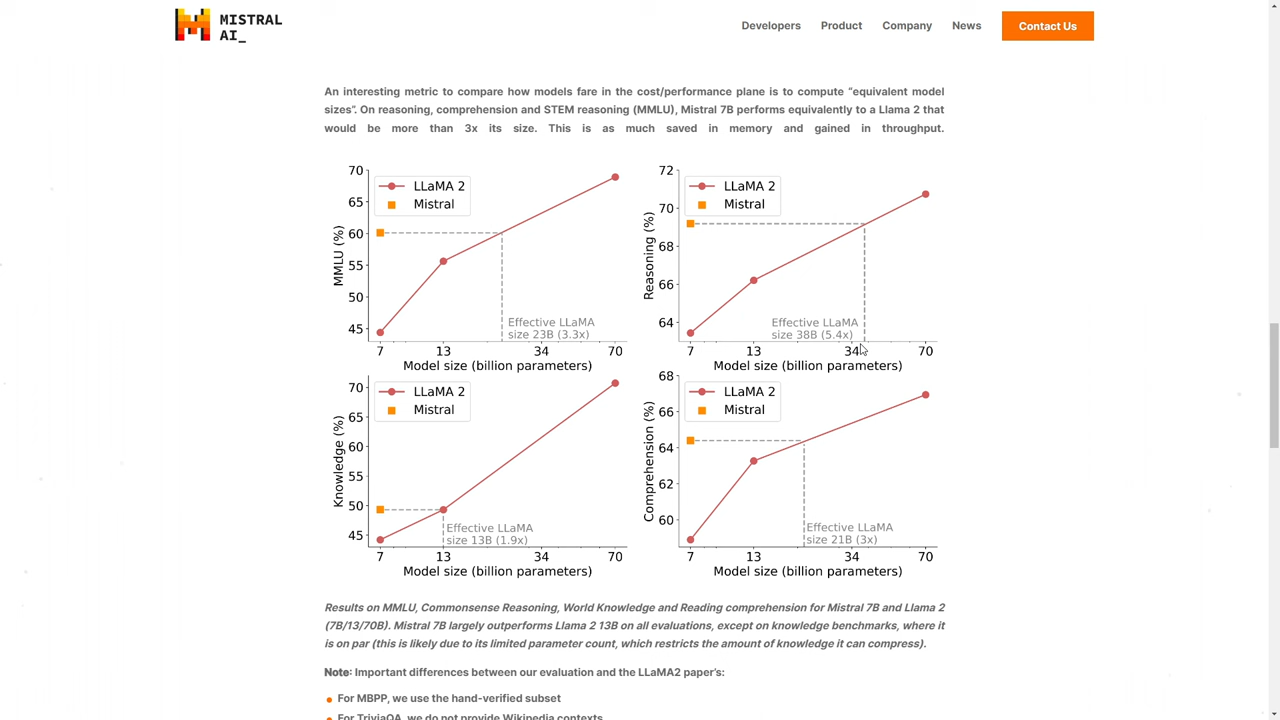 MISTRAL
AI_
Developers Product Company News Contact Us
An interesting metric to compare how models fare in the cost/performance plane is to compute “equivalent model
sizes”. On reasoning, comprehension and STEM reasoning (MMLU), Mistral 7B performs equivalently to a Llama 2 that
would be more than 3x its size. This is as much saved in memory and gained in throughput.
70
65
60
55
50
45
MMLU (%)
LLaMA 2
Mistral
Effective LLaMA
size 23B (3.3x)
7 13 34 70
Model size (billion parameters)
72
70
68
66
64
Reasoning (%)
LLaMA 2
Mistral
Effective LLaMA
size 38B (5.4x)
7 13 34 70
Model size (billion parameters)
70
65
60
55
50
45
Knowledge (%)
LLaMA 2
Mistral
Effective LLaMA
size 13B (1.9x)
7 13 34 70
Model size (billion parameters)
68
66
64
62
60
Comprehension (%)
LLaMA 2
Mistral
Effective LLaMA
size 21B (3x)
7 13 34 70
Model size (billion parameters)
Results on MMLU, Commonsense Reasoning, World Knowledge and Reading comprehension for Mistral 7B and Llama 2
(7B/13/70B). Mistral 7B largely outperforms Llama 2 13B on all evaluations, except on knowledge benchmarks, where it
is on par (this is likely due to its limited parameter count, which restricts the amount of knowledge it can compress).
Note: Important differences between our evaluation and the LLaMA2 paper’s:
For MBPP, we use the hand-verified subset
For TriviaQA, we do not provide Wikipedia contexts